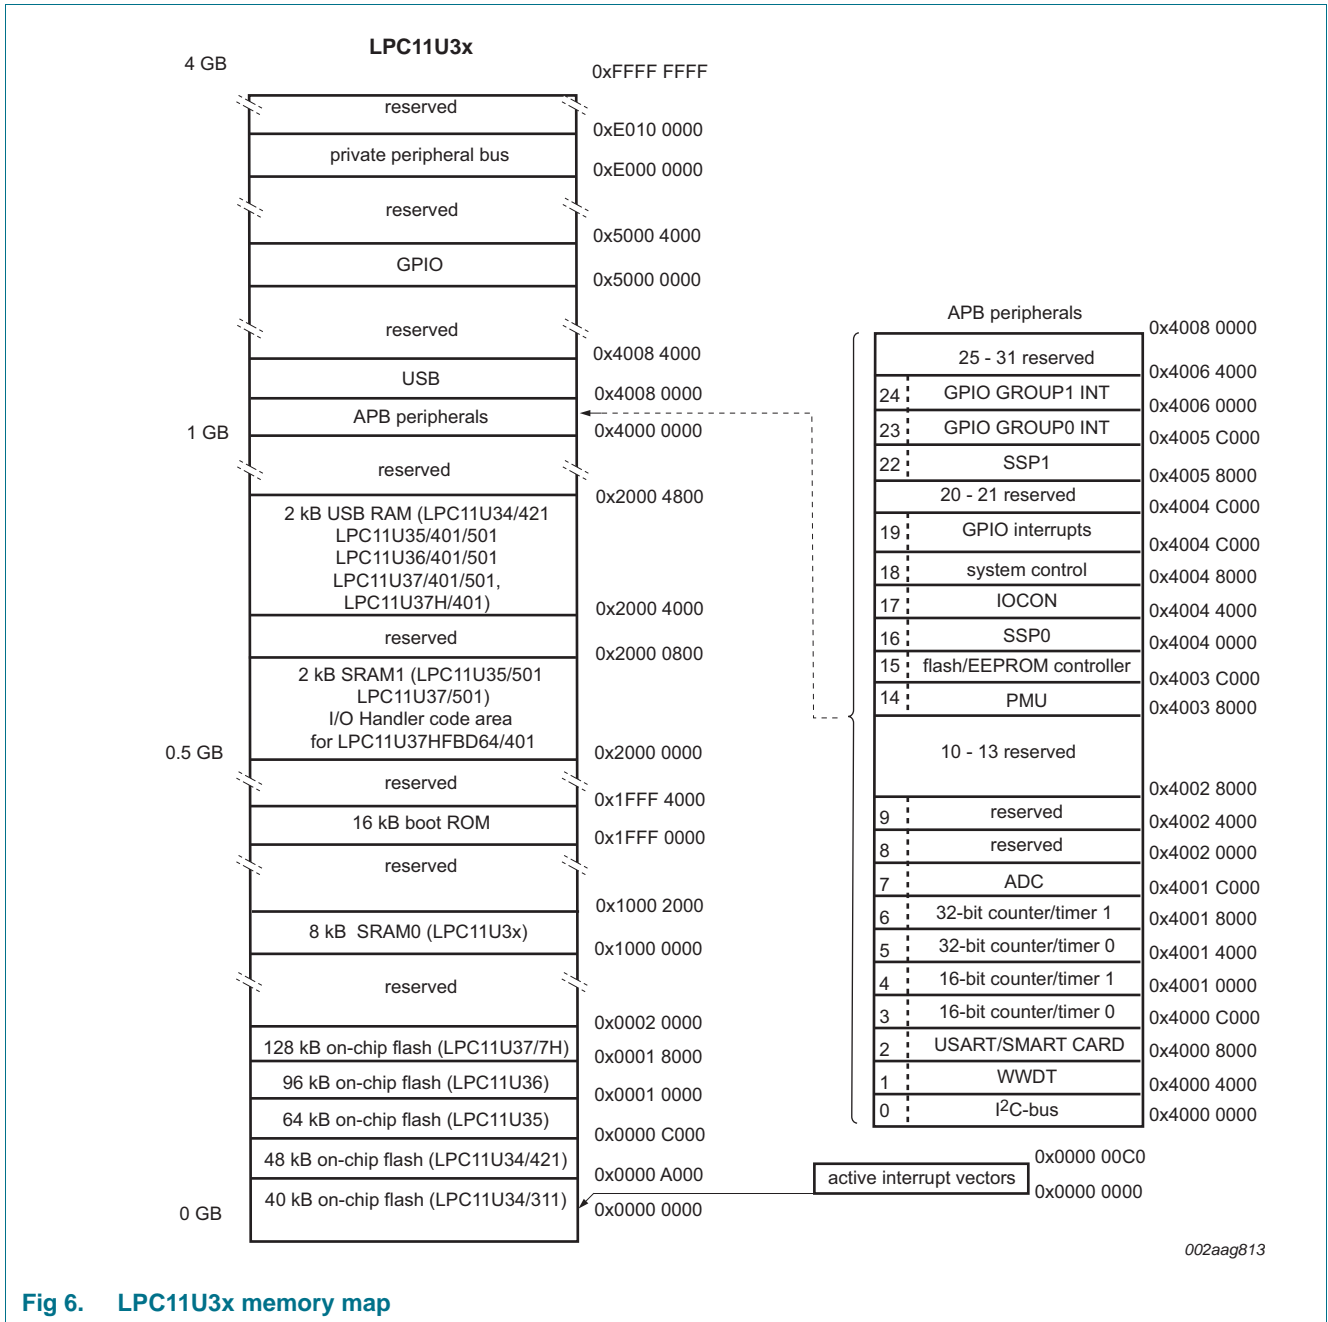 LPC11U3x
4 GB
0xFFFF FFFF
reserved
0xE010 0000
private peripheral bus
0xE000 0000
reserved
0x5000 4000
GPIO
0x5000 0000
reserved
0x4008 4000
USB
0x4008 0000
APB peripherals
1 GB
0x4000 0000
reserved
0x2000 4800
2 kB USB RAM (LPC11U34/421
LPC11U35/401/501
LPC11U36/401/501
LPC11U37/401/501,
LPC11U37H/401)
0x2000 4000
reserved
0x2000 0800
2 kB SRAM1 (LPC11U35/501
LPC11U37/501)
I/O Handler code area
for LPC11U37HFBD64/401
0.5 GB
0x2000 0000
reserved
0x1FFF 4000
16 kB boot ROM
0x1FFF 0000
reserved
0x1000 2000
8 kB SRAM0 (LPC11U3x)
0x1000 0000
reserved
0x0002 0000
128 kB on-chip flash (LPC11U37/7H)
0x0001 8000
96 kB on-chip flash (LPC11U36)
0x0001 0000
64 kB on-chip flash (LPC11U35)
0x0000 C000
48 kB on-chip flash (LPC11U34/421)
0x0000 A000
40 kB on-chip flash (LPC11U34/311)
0 GB
0x0000 0000
APB peripherals
0x4008 0000
25 - 31 reserved
0x4006 4000
24 GPIO GROUP1 INT
0x4006 0000
23 GPIO GROUP0 INT
0x4005 C000
22 SSP1
0x4005 8000
20 - 21 reserved
0x4004 C000
19 GPIO interrupts
0x4004 C000
18 system control
0x4004 8000
17 IOCON
0x4004 4000
16 SSP0
0x4004 0000
15 flash/EEPROM controller
0x4003 C000
14 PMU
0x4003 8000
10 - 13 reserved
0x4002 8000
9 reserved
0x4002 4000
8 reserved
0x4002 0000
7 ADC
0x4001 C000
6 32-bit counter/timer 1
0x4001 8000
5 32-bit counter/timer 0
0x4001 4000
4 16-bit counter/timer 1
0x4001 0000
3 16-bit counter/timer 0
0x4000 C000
2 USART/SMART CARD
0x4000 8000
1 WWDT
0x4000 4000
0 I2C-bus
0x4000 0000
0x0000 00C0
active interrupt vectors
0x0000 0000
002aag813
Fig 6. LPC11U3x memory map